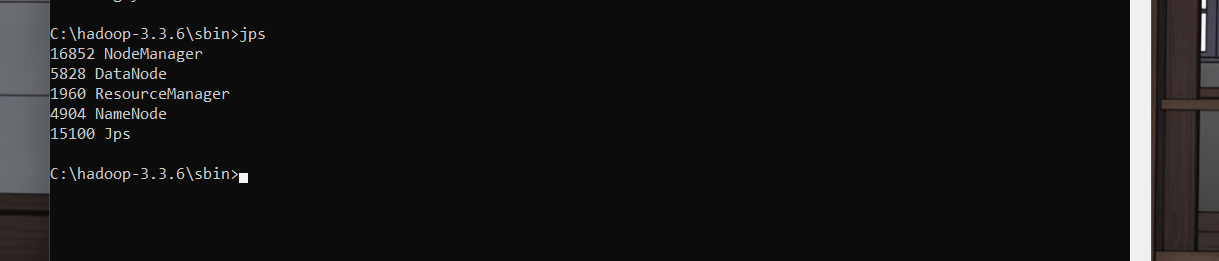 C:\hadoop-3.3.6\sbin>jps
16852 NodeManager
5828 DataNode
1960 ResourceManager
4904 NameNode
15100 Jps
C:\hadoop-3.3.6\sbin>